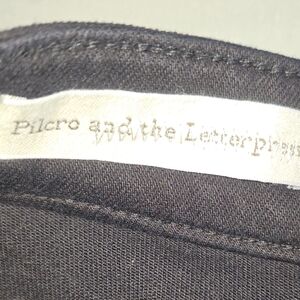 Pilcro and the Letterpress